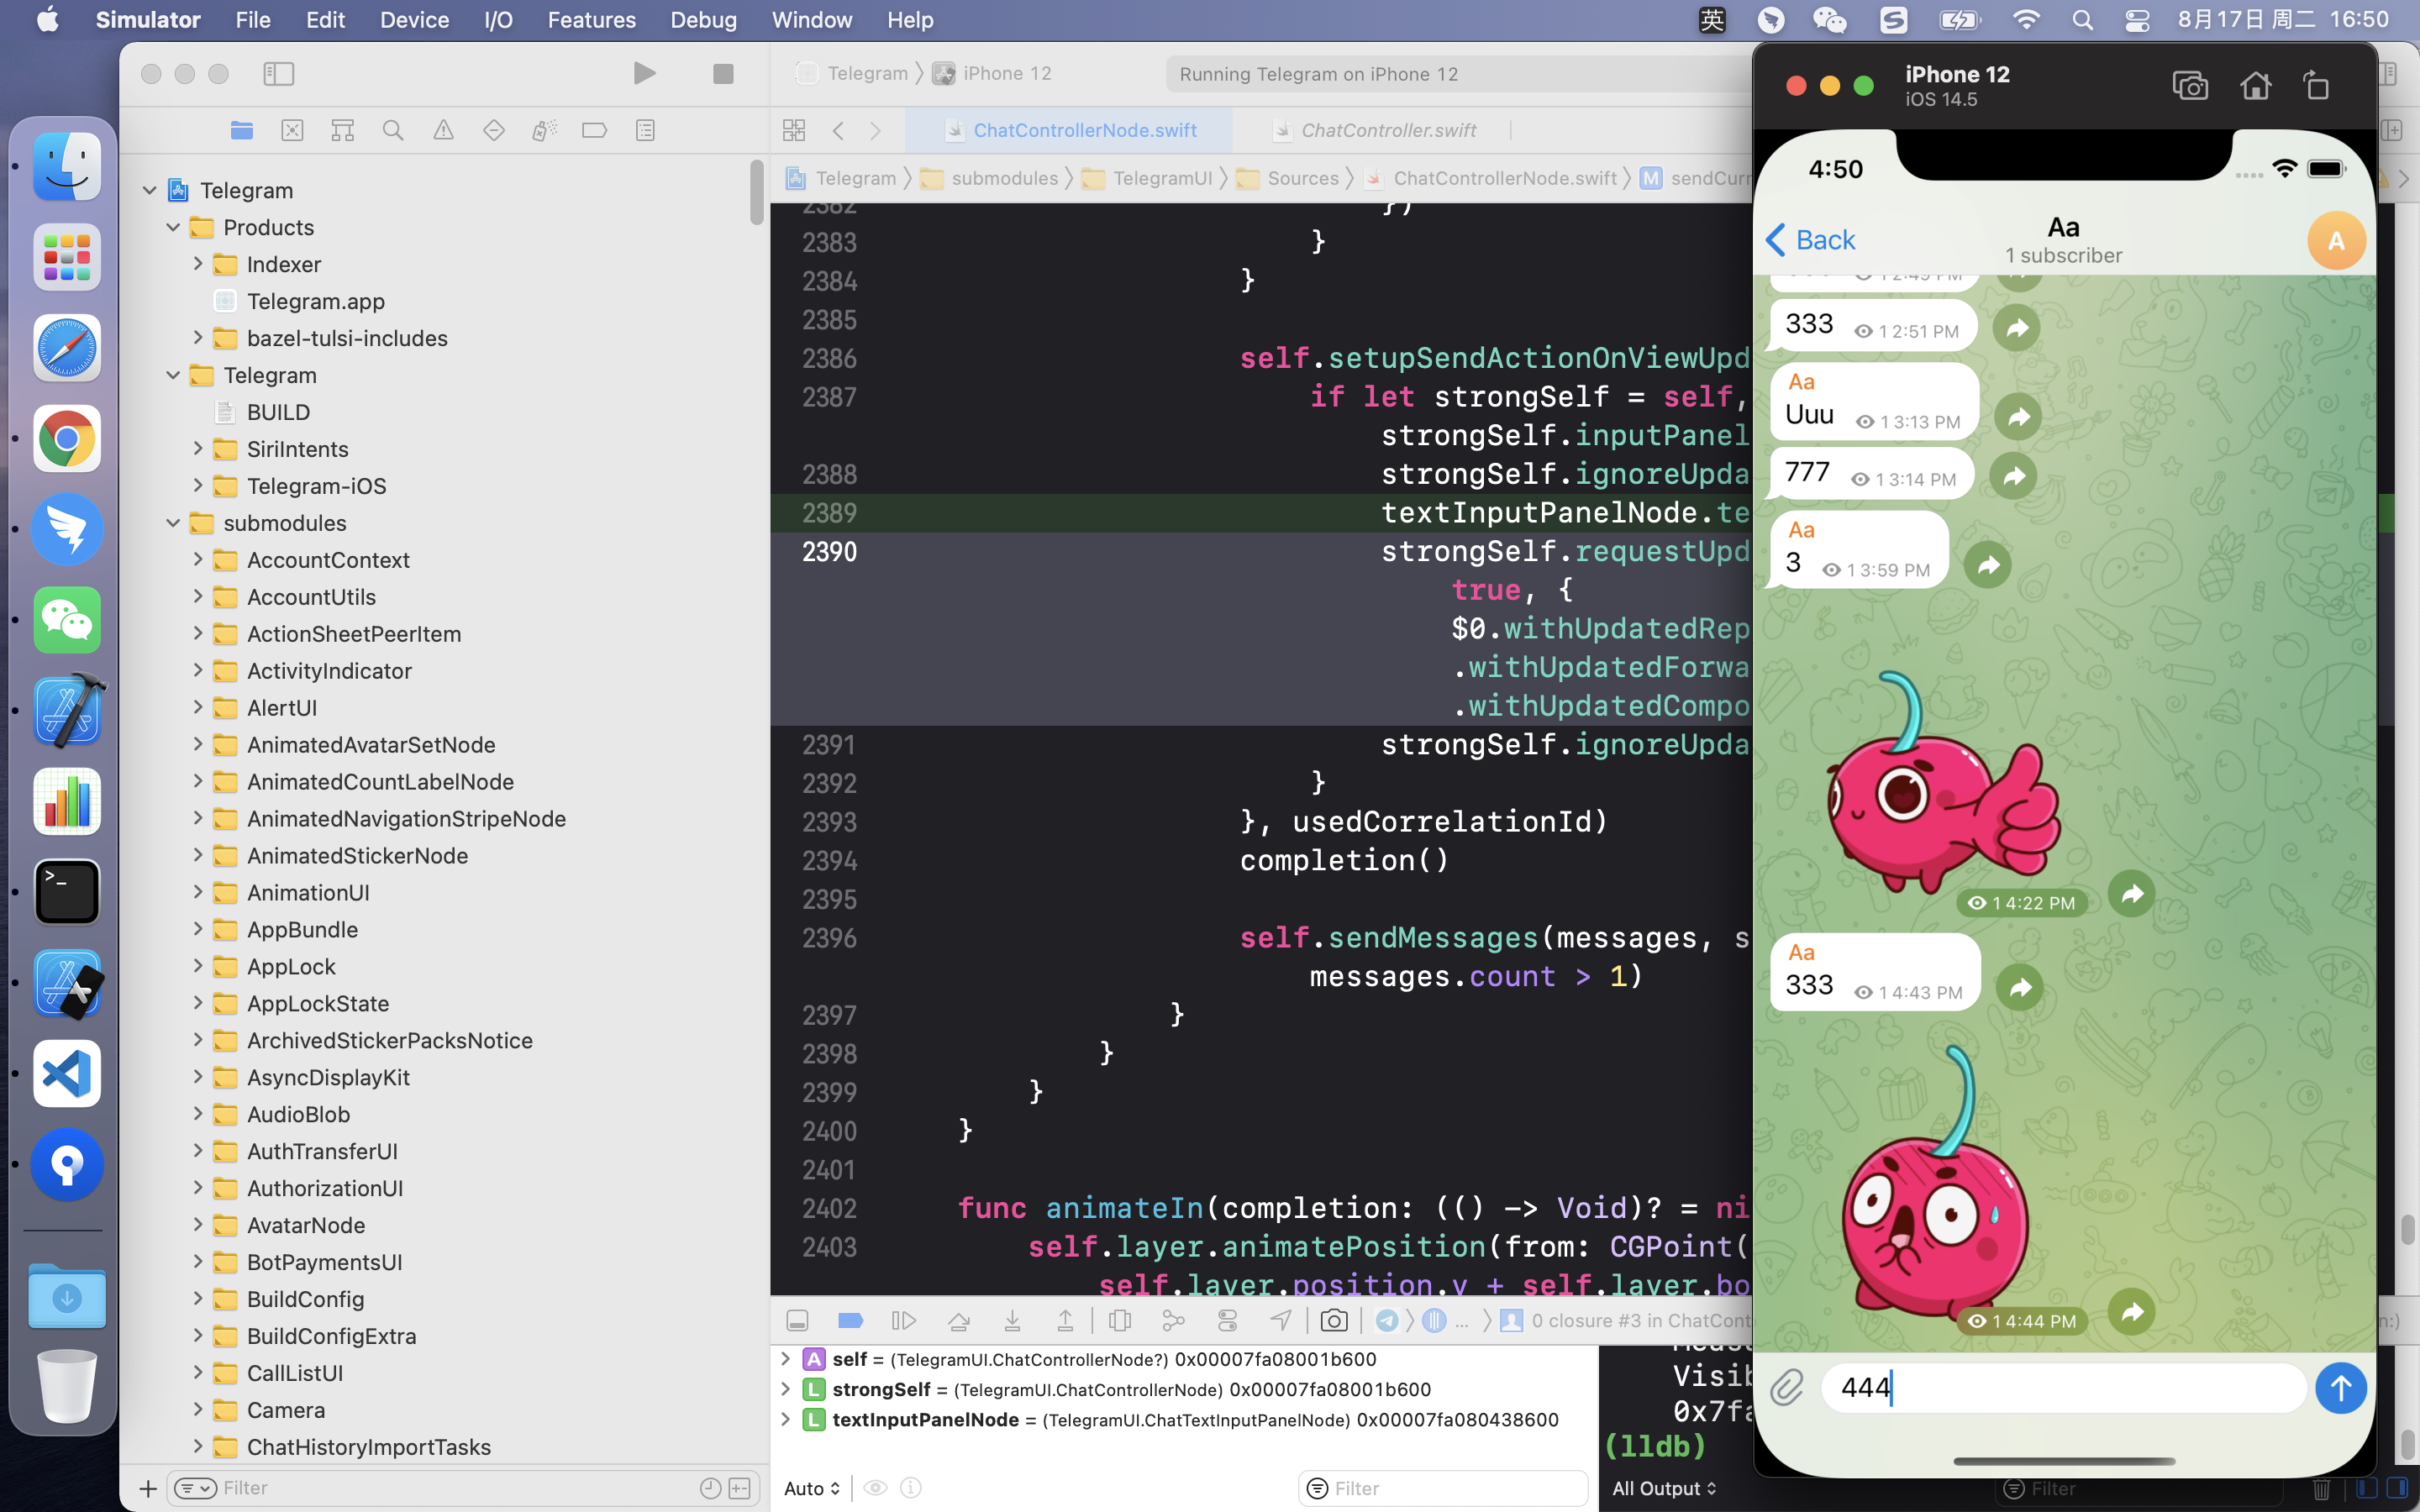 Simulator File Edit Device I/O Features Debug Window Help 英 8月17日 周二 16:50
Telegram iPhone 12 Running Telegram on iPhone 12
ChatControllerNode.swift ChatController.swift
Telegram submodules TelegramUI Sources ChatControllerNode.swift M sendCurr
Telegram
Products
Indexer
Telegram.app
bazel-tulsi-includes
Telegram
BUILD
SiriIntents
Telegram-iOS
submodules
AccountContext
AccountUtils
ActionSheetPeerItem
ActivityIndicator
AlertUI
AnimatedAvatarSetNode
AnimatedCountLabelNode
AnimatedNavigationStripeNode
AnimatedStickerNode
AnimationUI
AppBundle
AppLock
AppLockState
ArchivedStickerPacksNotice
AsyncDisplayKit
AudioBlob
AuthTransferUI
AuthorizationUI
AvatarNode
BotPaymentsUI
BuildConfig
BuildConfigExtra
CallListUI
Camera
ChatHistoryImportTasks
Filter
2382 })
2383 }
2384 }
2385
2386 self.setupSendActionOnViewUpd
2387 if let strongSelf = self,
strongSelf.inputPanel
2388 strongSelf.ignoreUpda
2389 textInputPanelNode.te
2390 strongSelf.requestUpd
true, {
$0.withUpdatedRep
.withUpdatedForwa
.withUpdatedCompo
2391 strongSelf.ignoreUpda
2392 }
2393 }, usedCorrelationId)
2394 completion()
2395
2396 self.sendMessages(messages, s
messages.count > 1)
2397 }
2398 }
2399 }
2400 }
2401
2402 func animateIn(completion: (() -> Void)? = ni
2403 self.layer.animatePosition(from: CGPoint(
self.layer.position.y + self.layer.bo
... 0 closure #3 in ChatCont
n:)
A self = (TelegramUI.ChatControllerNode?) 0x00007fa08001b600
L strongSelf = (TelegramUI.ChatControllerNode) 0x00007fa08001b600
L textInputPanelNode = (TelegramUI.ChatTextInputPanelNode) 0x00007fa080438600
Auto Filter
Visib
0x7fa
(lldb)
All Output Filter
iPhone 12
iOS 14.5
4:50
Back Aa A
1 subscriber
333 1 2:51 PM
Aa
Uuu 1 3:13 PM
777 1 3:14 PM
Aa
3 1 3:59 PM
1 4:22 PM
Aa
333 1 4:43 PM
1 4:44 PM
444